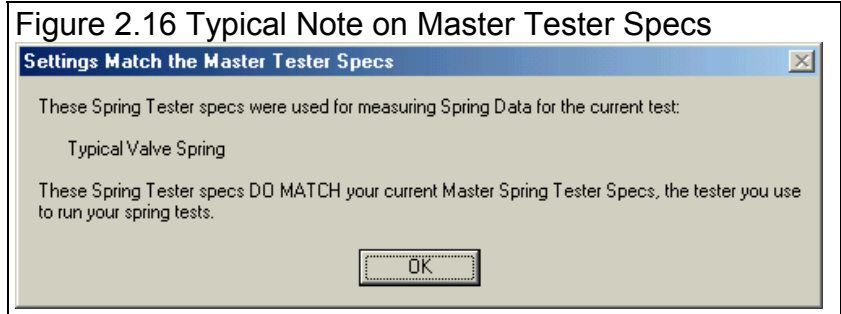 Figure 2.16 Typical Note on Master Tester Specs
Settings Match the Master Tester Specs
These Spring Tester specs were used for measuring Spring Data for the current test:
Typical Valve Spring
These Spring Tester specs DO MATCH your current Master Spring Tester Specs, the tester you use
to run your spring tests.
OK